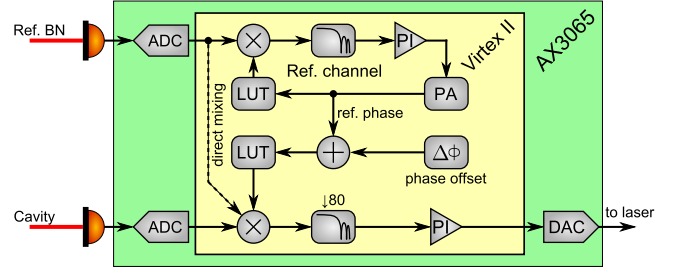 Ref. BN
ADC
×
PI
Virtex II
AX3065
Ref. channel
LUT
PA
direct mixing
ref. phase
LUT
+
ΔΦ
phase offset
Cavity
↓80
ADC
×
PI
DAC
to laser